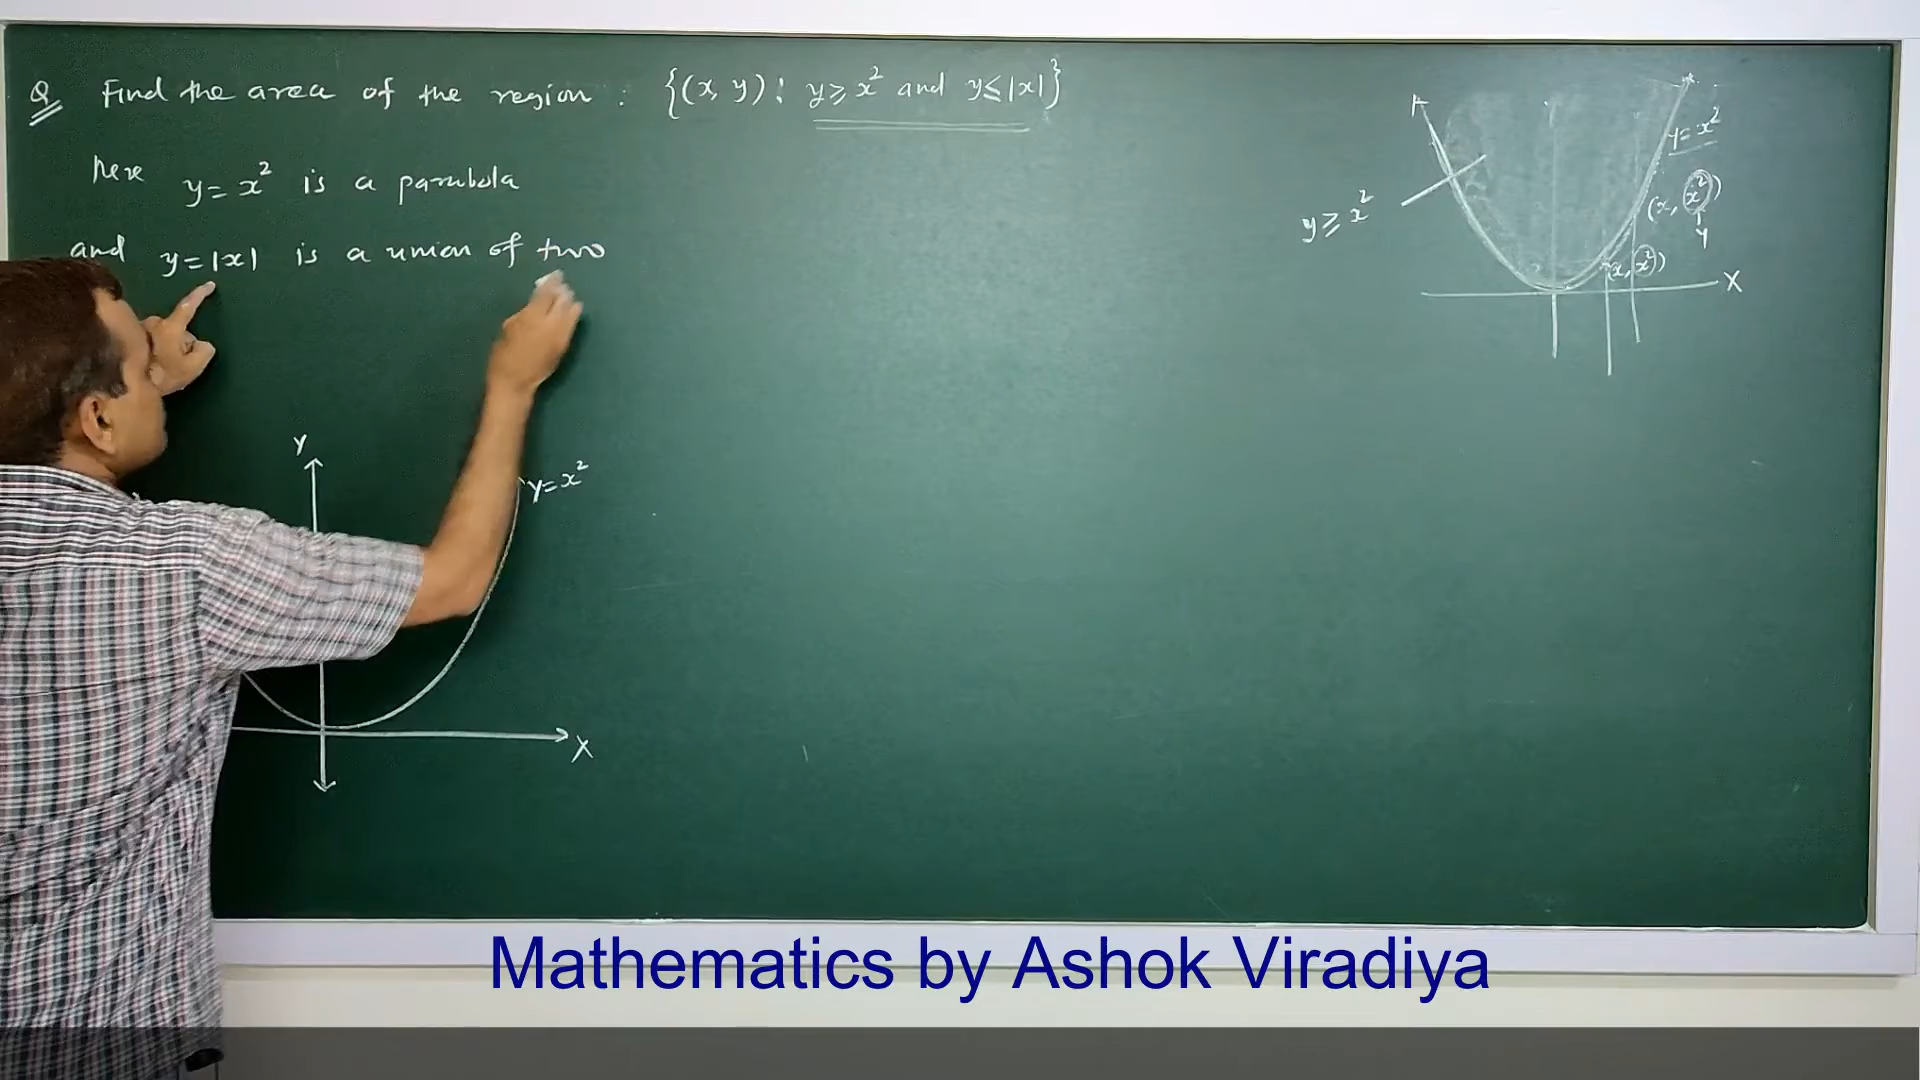 Q Find the area of the region : {(x, y) : y ≥ x² and y ≤ |x|}
here y = x² is a parabola
and y = |x| is a union of two
Y
y = x²
X
y = x²
y ≥ x²
(x, x²)
y
(x, x²)
X
Mathematics by Ashok Viradiya